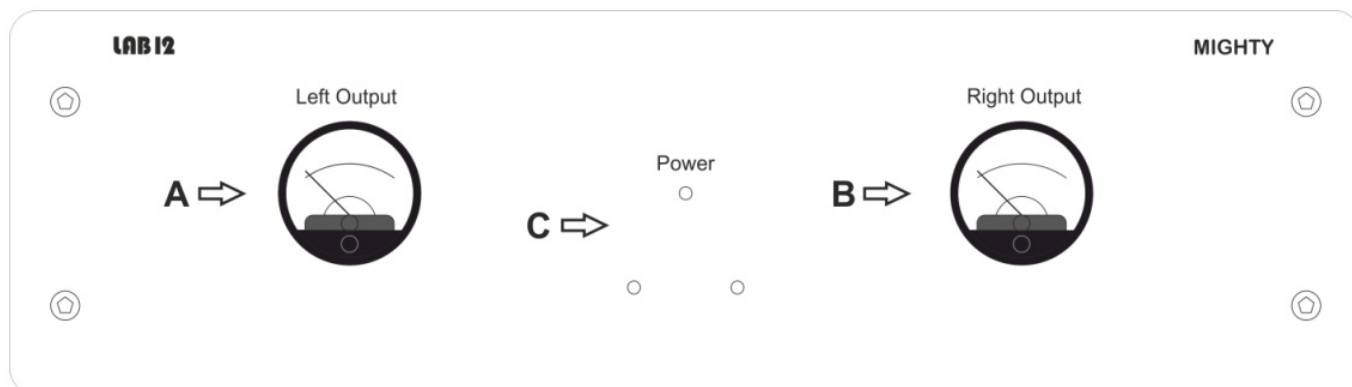 LAB12
MIGHTY
Left Output
Right Output
Power
A
B
C